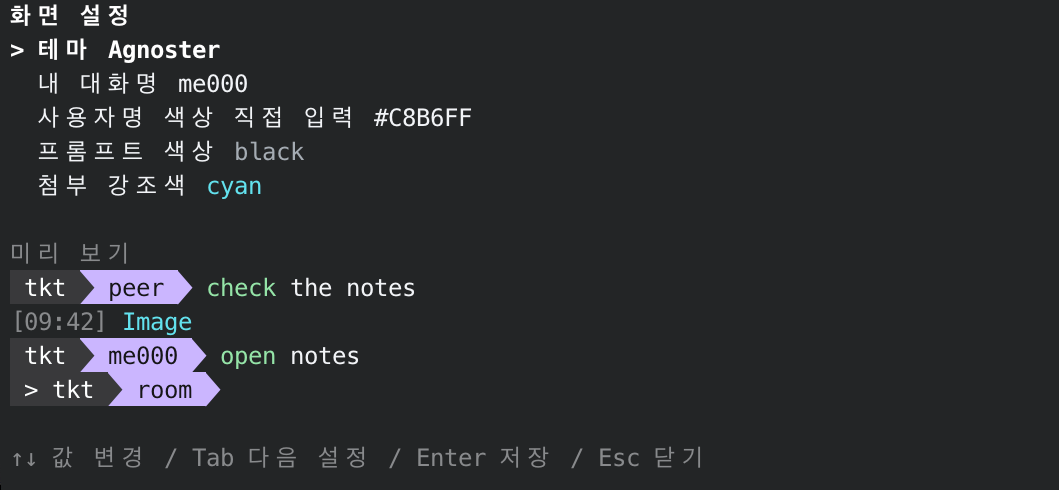 화면 설정
> 테마 Agnoster
내 대화명 me000
사용자명 색상 직접 입력 #C8B6FF
프롬프트 색상 black
첨부 강조색 cyan
미리 보기
tkt peer check the notes
[09:42] Image
tkt me000 open notes
> tkt room
↑↓ 값 변경 / Tab 다음 설정 / Enter 저장 / Esc 닫기